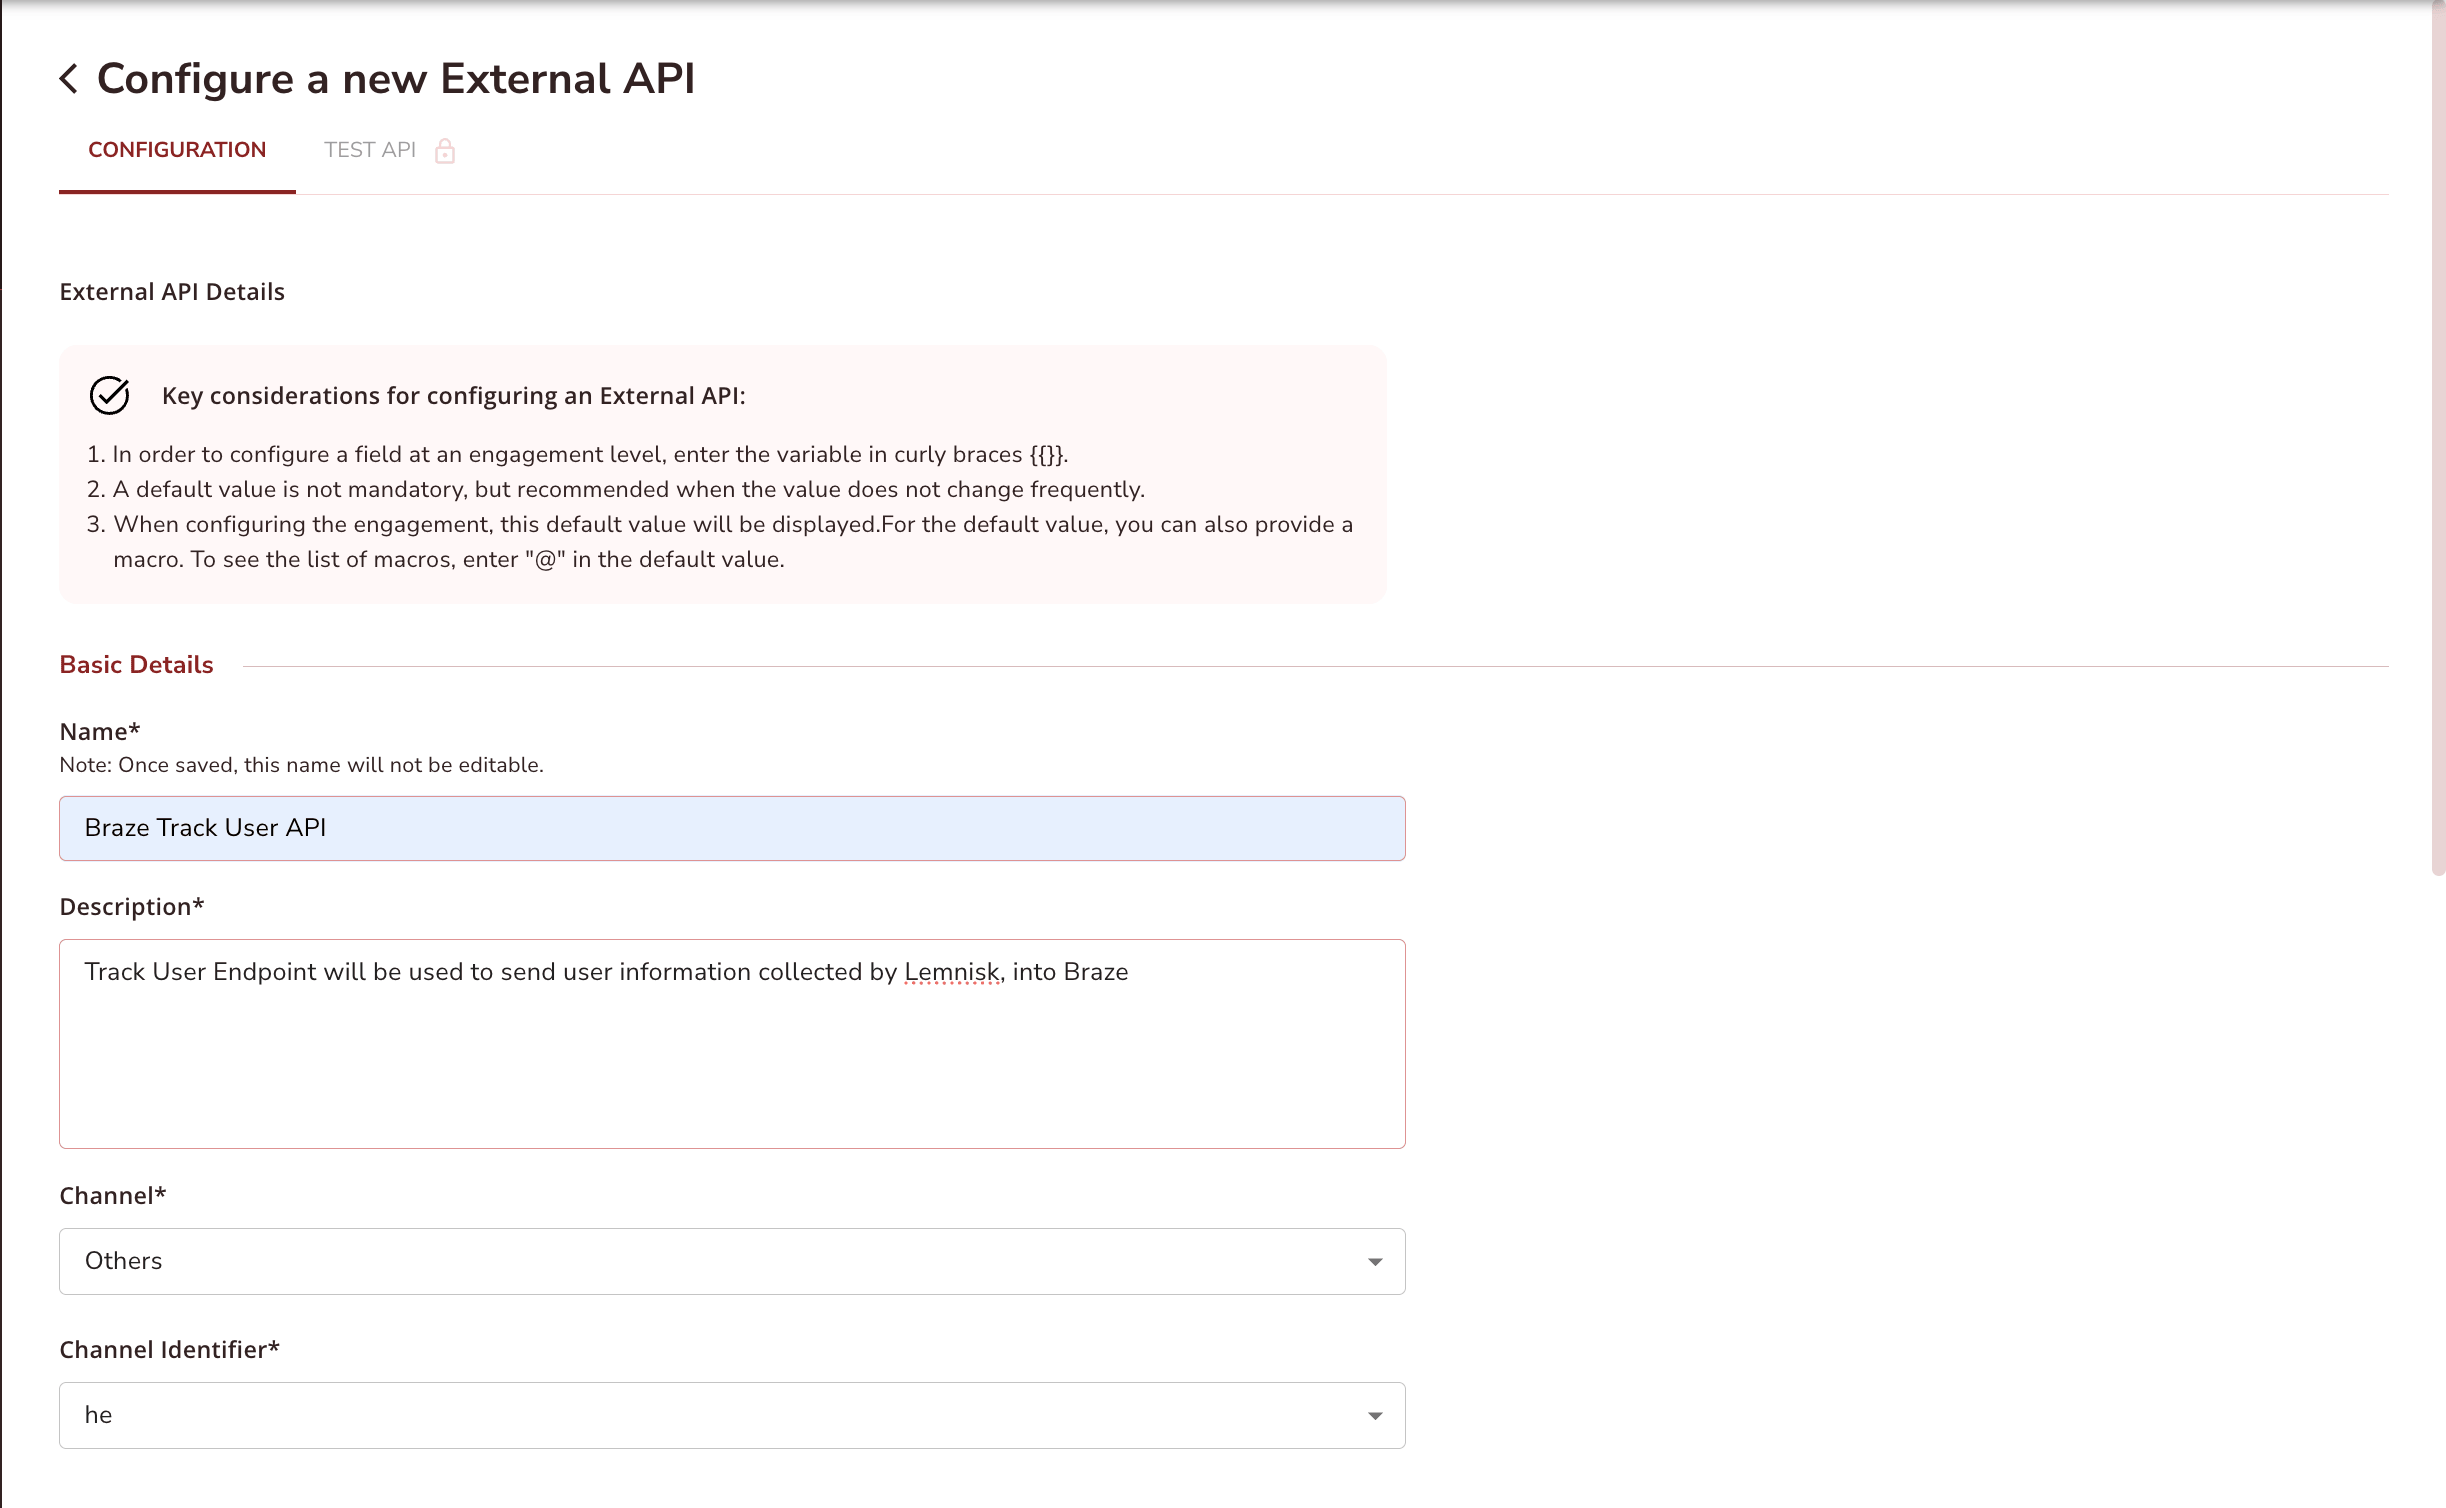 Configure a new External API
CONFIGURATION
TEST API
External API Details
Key considerations for configuring an External API:
1. In order to configure a field at an engagement level, enter the variable in curly braces {{}}.
2. A default value is not mandatory, but recommended when the value does not change frequently.
3. When configuring the engagement, this default value will be displayed.For the default value, you can also provide a
macro. To see the list of macros, enter "@" in the default value.
Basic Details
Name*
Note: Once saved, this name will not be editable.
Braze Track User API
Description*
Track User Endpoint will be used to send user information collected by Lemnisk, into Braze
Channel*
Others
Channel Identifier*
he